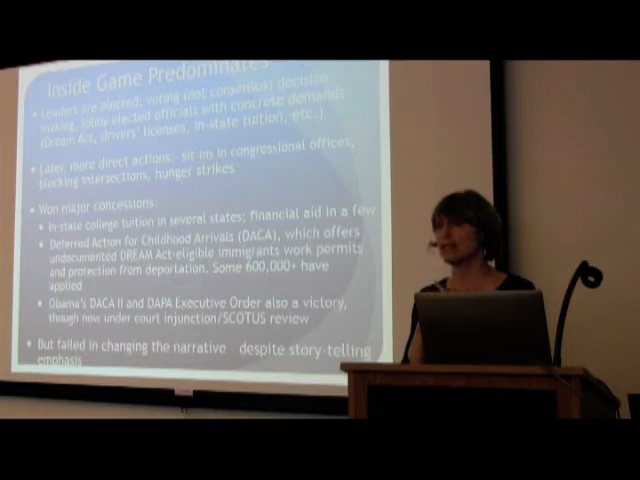 Inside Game Predominates
• Leaders are elected; voting (not consensus) decision
making, lobby elected officials with concrete demands
(Dream Act, drivers' licenses, in-state tuition, etc.)
• Later, more direct actions: sit ins in congressional offices,
blocking intersections, hunger strikes
• Won major concessions:
• In-state college tuition in several states; financial aid in a few
• Deferred Action for Childhood Arrivals (DACA), which offers
undocumented DREAM Act-eligible immigrants work permits
and protection from deportation. Some 600,000+ have
applied
• Obama's DACA II and DAPA Executive Order also a victory,
though now under court injunction/SCOTUS review
• But failed in changing the narrative despite story-telling
emphasis